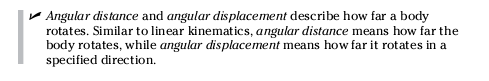 Angular distance and angular displacement describe how far a body
rotates. Similar to linear kinematics, angular distance means how far the
body rotates, while angular displacement means how far it rotates in a
specified direction.